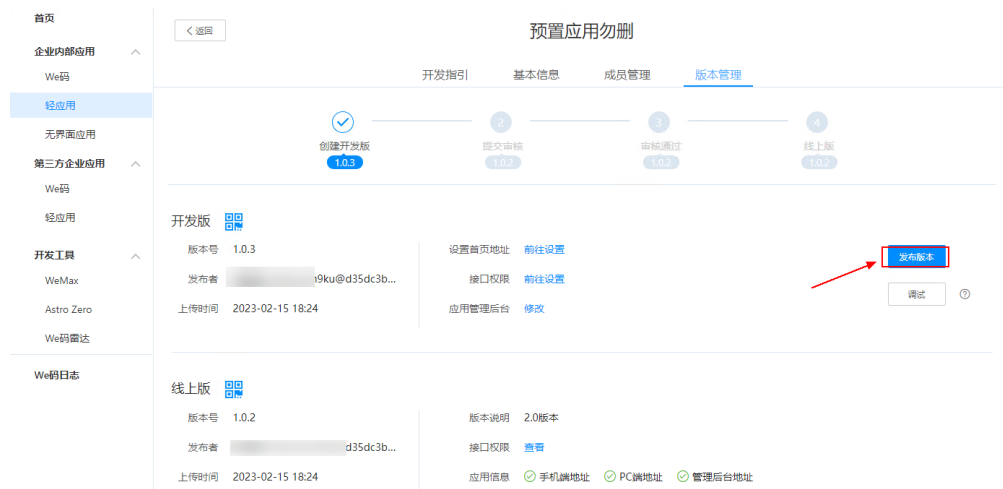 首页
企业内部应用
We码
轻应用
无界面应用
第三方企业应用
We码
轻应用
开发工具
WeMax
Astro Zero
We码雷达
We码日志
< 返回
预置应用勿删
开发指引 基本信息 成员管理 版本管理
2 3 4
创建开发版 提交审核 审核通过 线上版
1.0.3 1.0.2 1.0.2 1.0.2
开发版
版本号 1.0.3 设置首页地址 前往设置 发布版本
发布者 9ku@d35dc3b... 接口权限 前往设置
调试 ?
上传时间 2023-02-15 18:24 应用管理后台 修改
线上版
版本号 1.0.2 版本说明 2.0版本
发布者 d35dc3b... 接口权限 查看
上传时间 2023-02-15 18:24 应用信息 手机端地址 PC端地址 管理后台地址